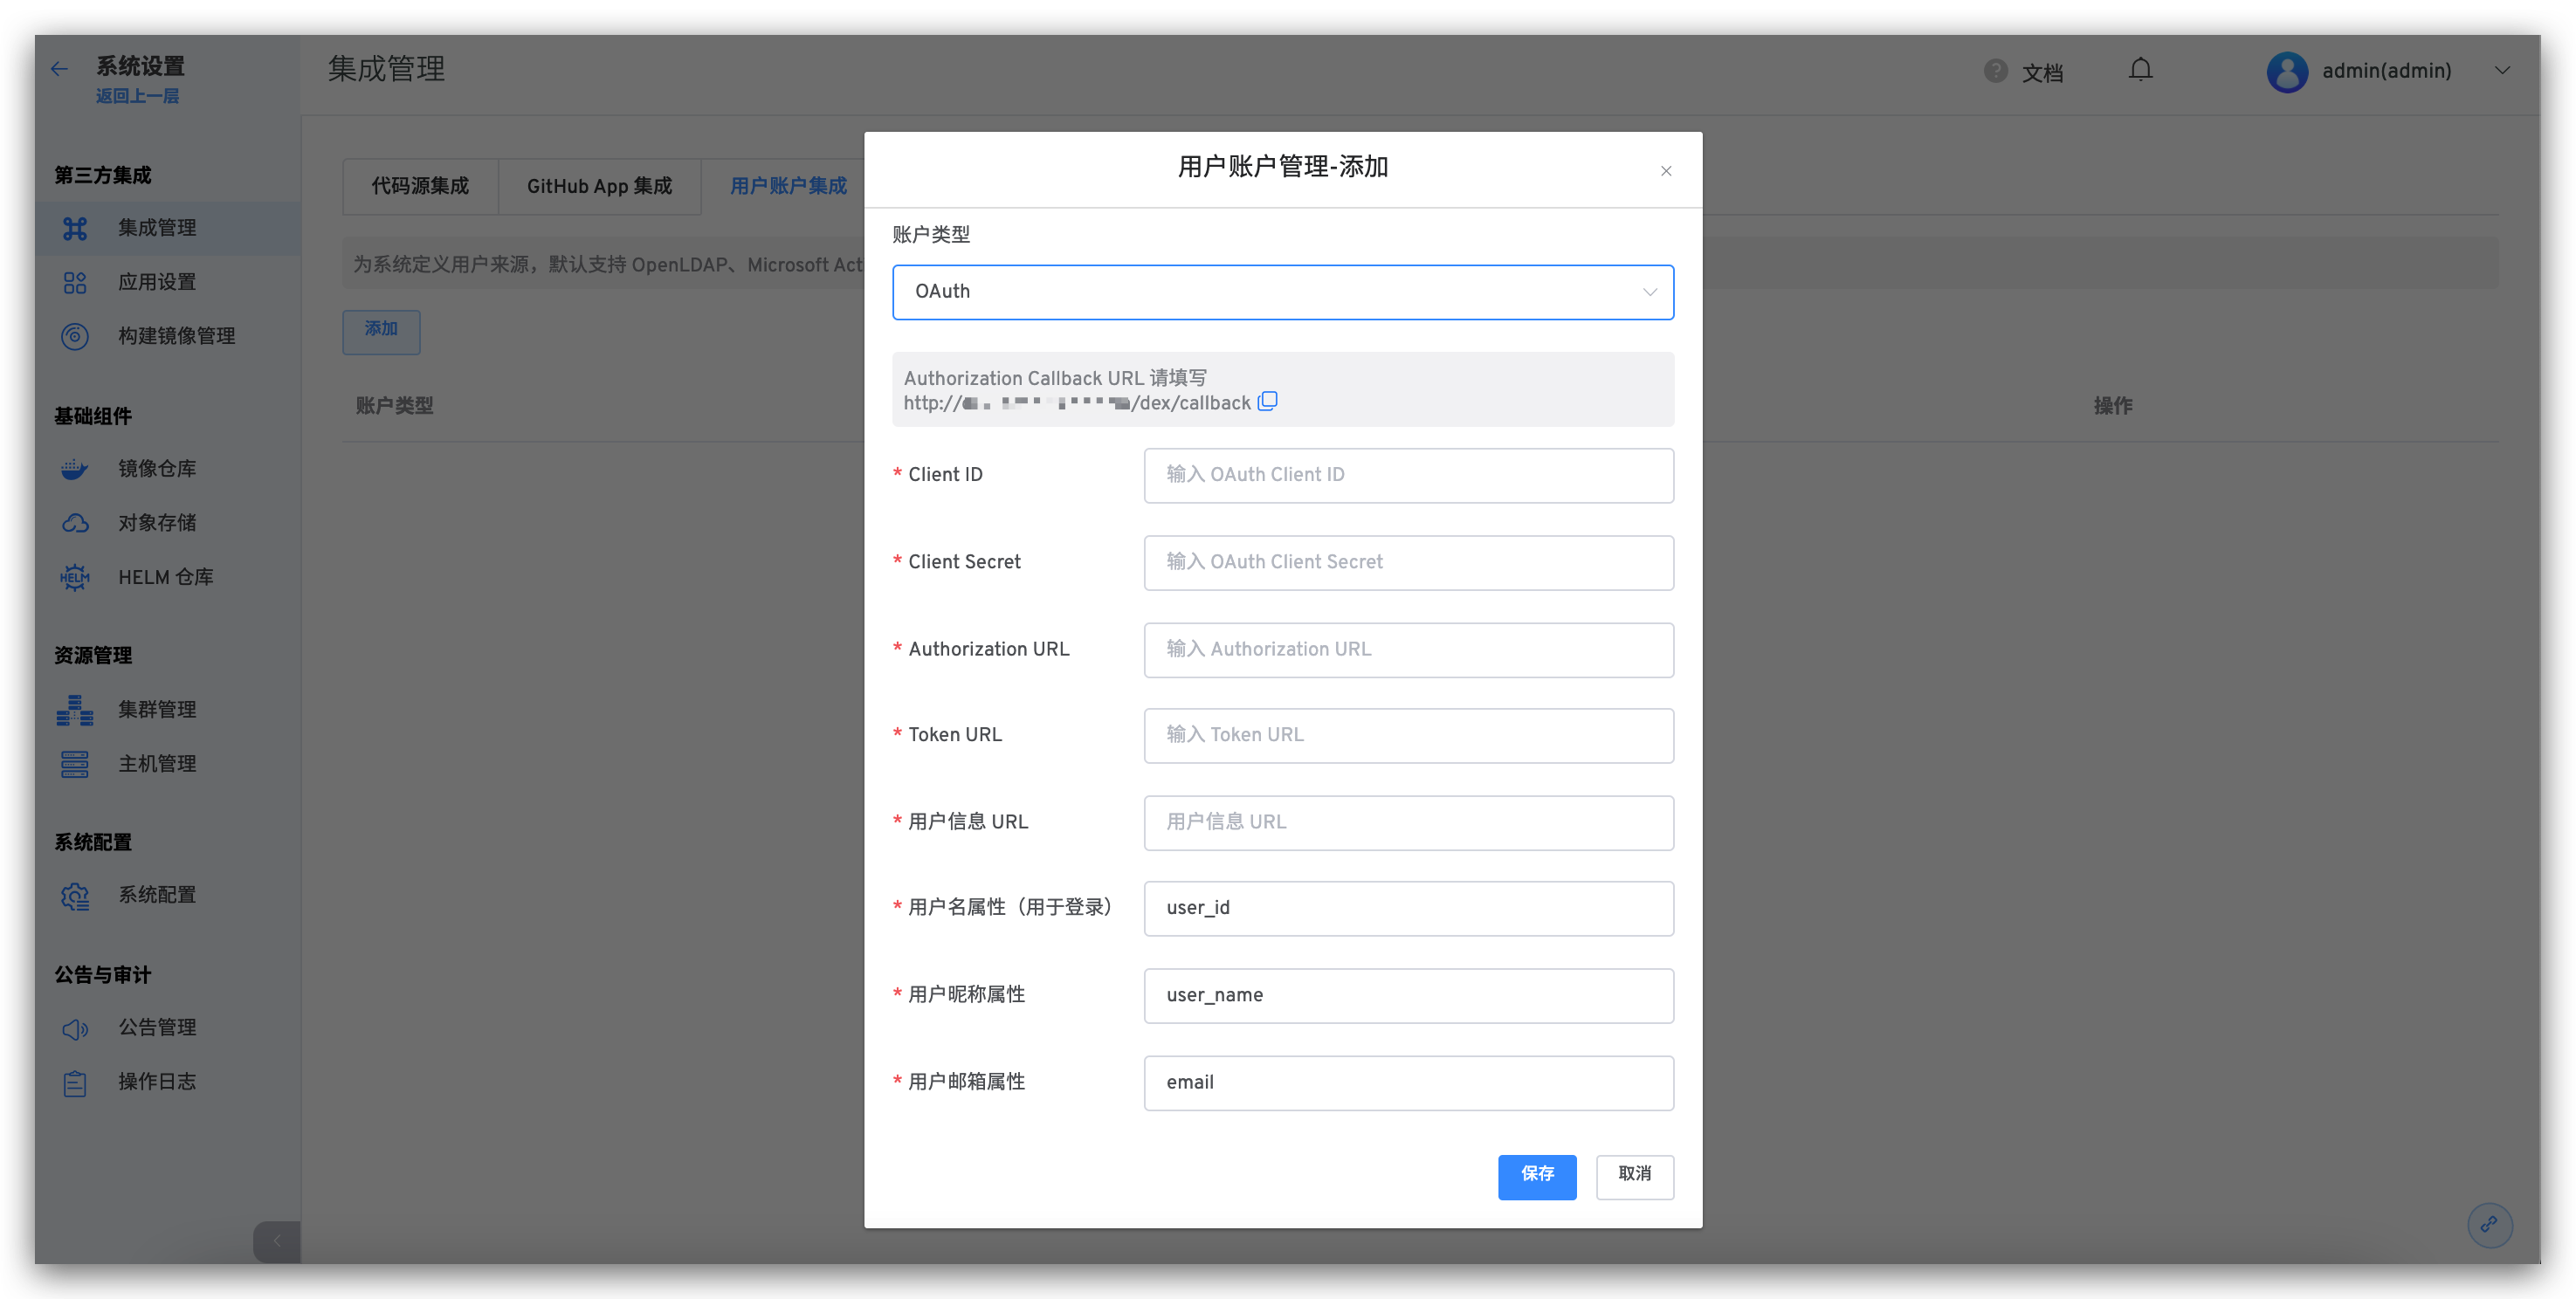 系统设置
返回上一层
集成管理
文档
admin(admin)
第三方集成
集成管理
应用设置
构建镜像管理
基础组件
镜像仓库
对象存储
HELM
HELM 仓库
资源管理
集群管理
主机管理
系统配置
系统配置
公告与审计
公告管理
操作日志
代码源集成
GitHub App 集成
用户账户集成
为系统定义用户来源，默认支持 OpenLDAP、Microsoft Act
添加
账户类型
操作
用户账户管理-添加
账户类型
OAuth
Authorization Callback URL 请填写
http:// /dex/callback
* Client ID
输入 OAuth Client ID
* Client Secret
输入 OAuth Client Secret
* Authorization URL
输入 Authorization URL
* Token URL
输入 Token URL
* 用户信息 URL
用户信息 URL
* 用户名属性（用于登录）
user_id
* 用户昵称属性
user_name
* 用户邮箱属性
email
保存
取消